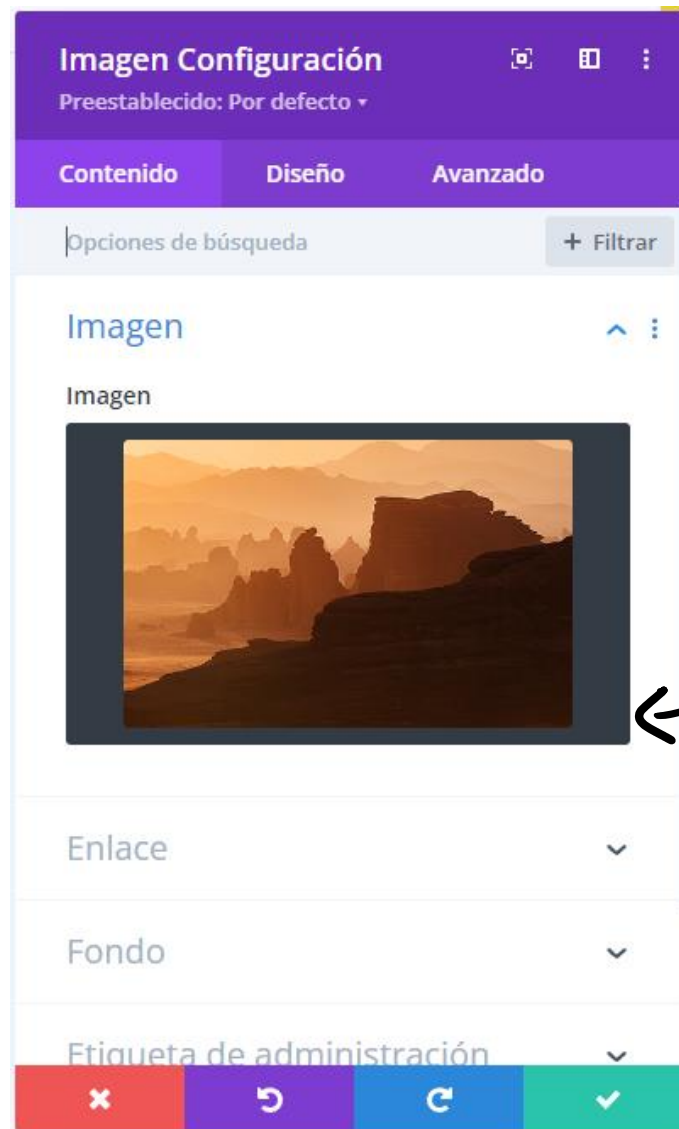 Imagen Configuración
Preestablecido: Por defecto
Contenido Diseño Avanzado
Opciones de búsqueda + Filtrar
Imagen
Imagen
Enlace
Fondo
Etiqueta de administración